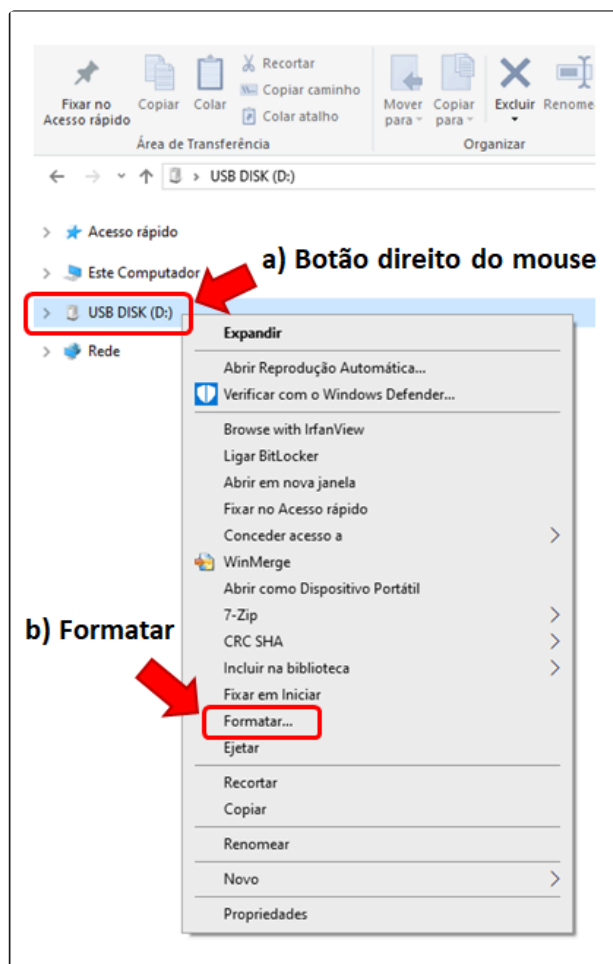 Recortar
Copiar caminho
Fixar no Acesso rápido
Copiar
Colar
Colar atalho
Mover para
Copiar para
Excluir
Renome
Área de Transferência
Organizar
USB DISK (D:)
Acesso rápido
a) Botão direito do mouse
Este Computador
USB DISK (D:)
Rede
Expandir
Abrir Reprodução Automática...
Verificar com o Windows Defender...
Browse with IrfanView
Ligar BitLocker
Abrir em nova janela
Fixar no Acesso rápido
Conceder acesso a
WinMerge
Abrir como Dispositivo Portátil
7-Zip
b) Formatar
CRC SHA
Incluir na biblioteca
Fixar em Iniciar
Formatar...
Ejetar
Recortar
Copiar
Renomear
Novo
Propriedades